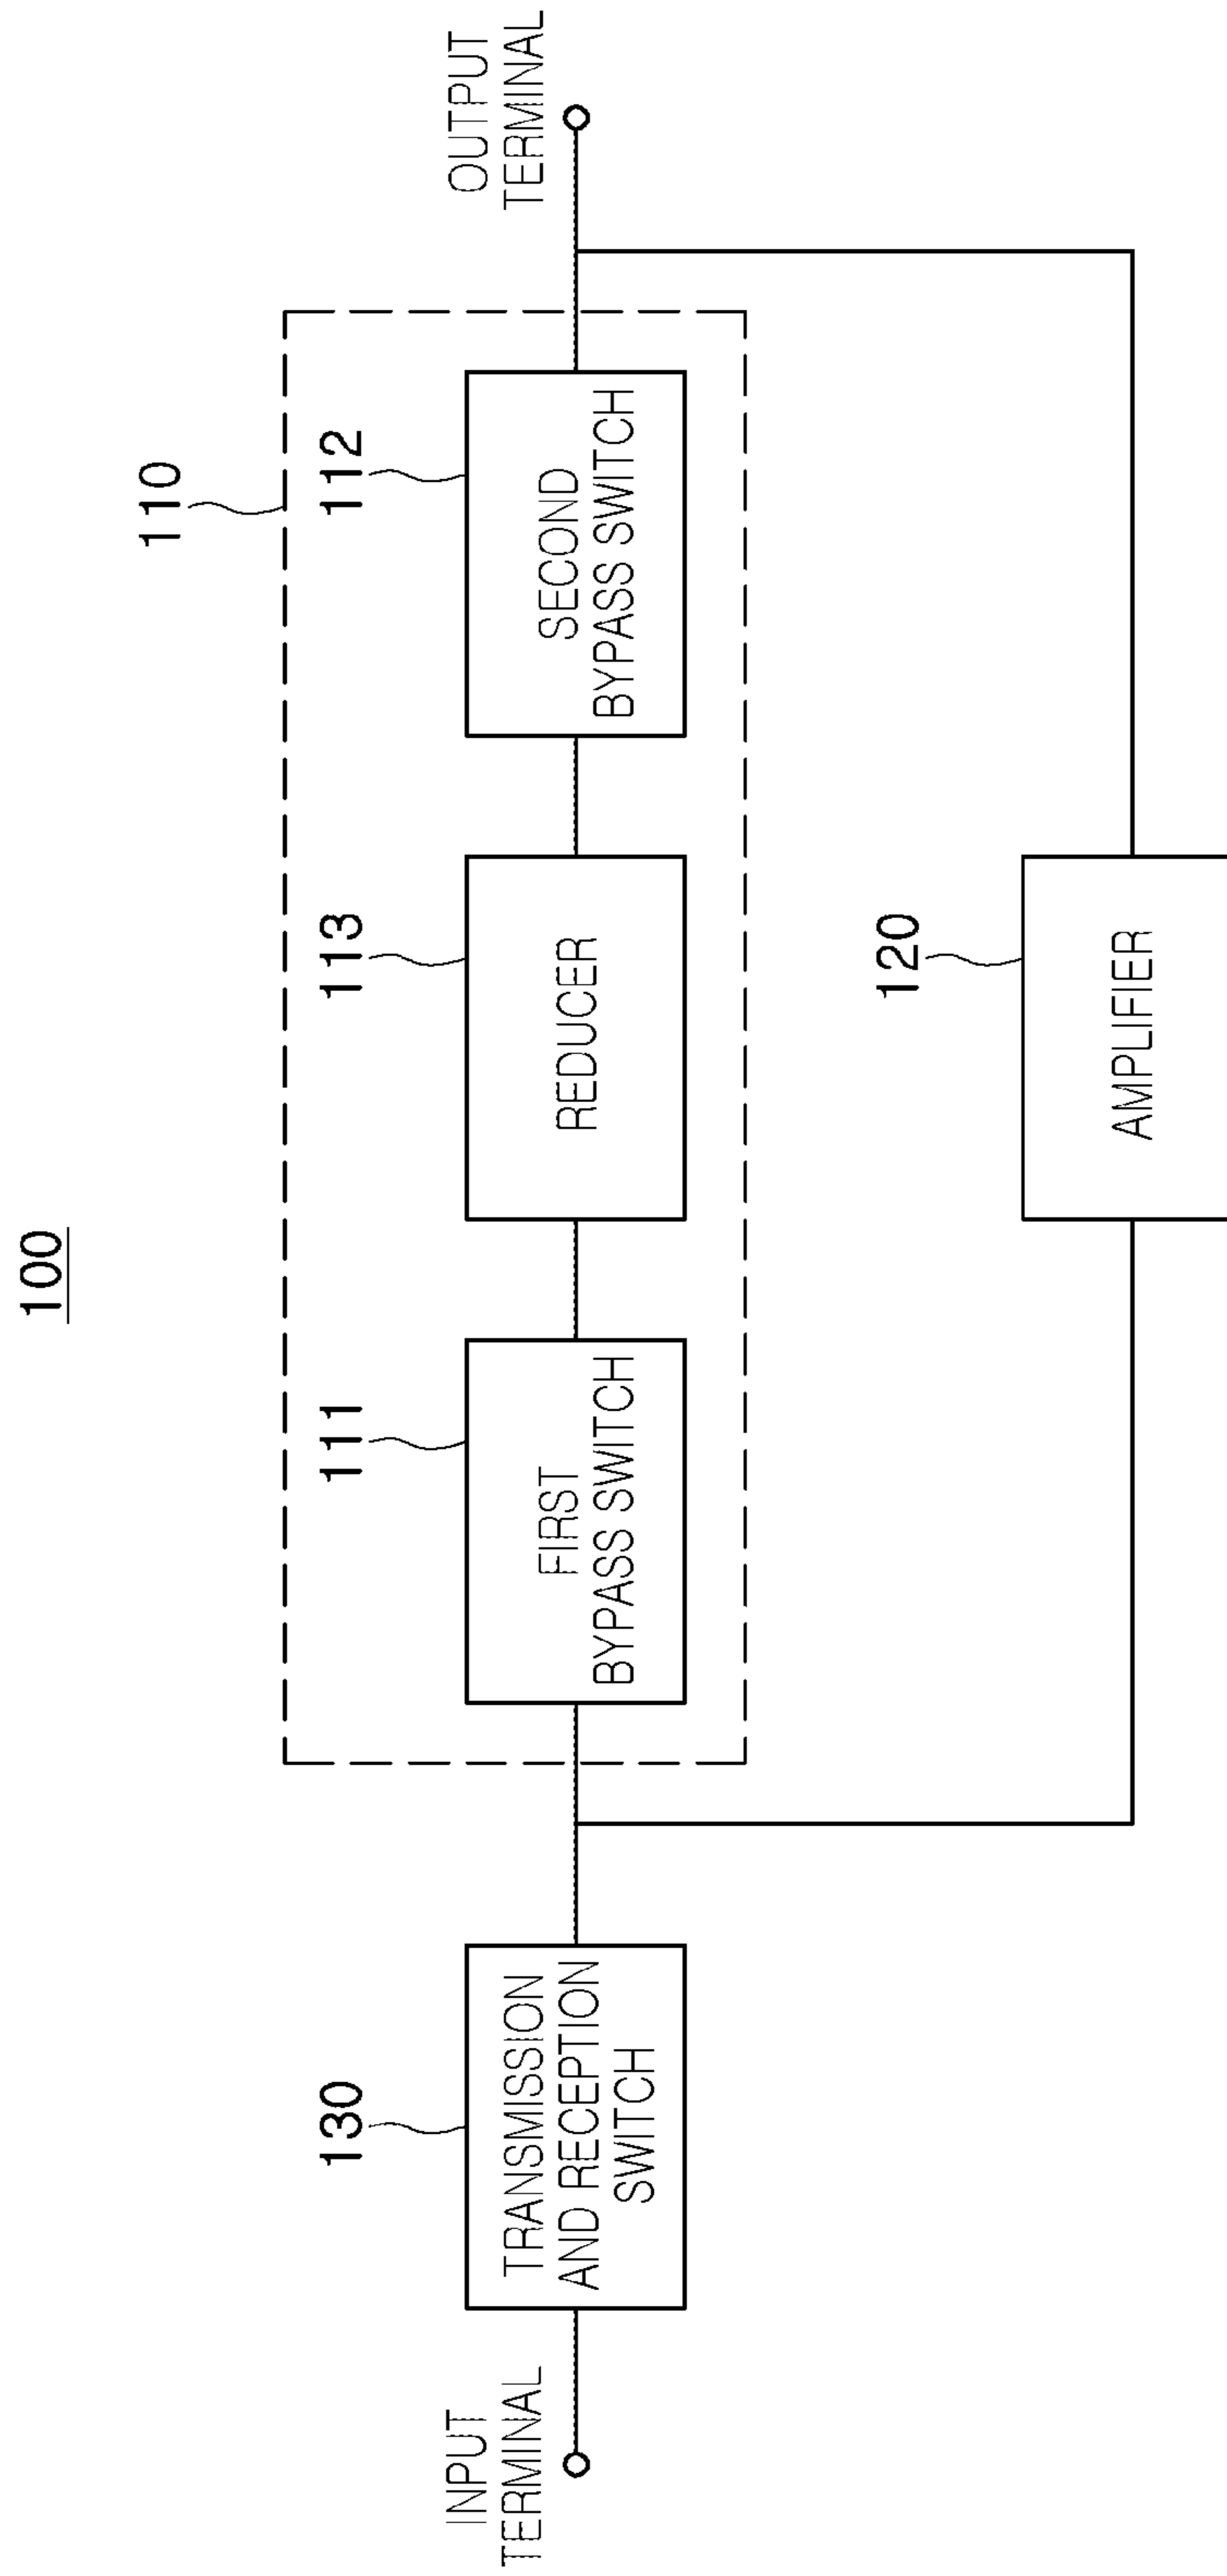 100
110
111
113
112
130
INPUT
TERMINAL
TRANSMISSION
AND RECEPTION
SWITCH
FIRST
BYPASS SWITCH
REDUCER
SECOND
BYPASS SWITCH
OUTPUT
TERMINAL
120
AMPLIFIER